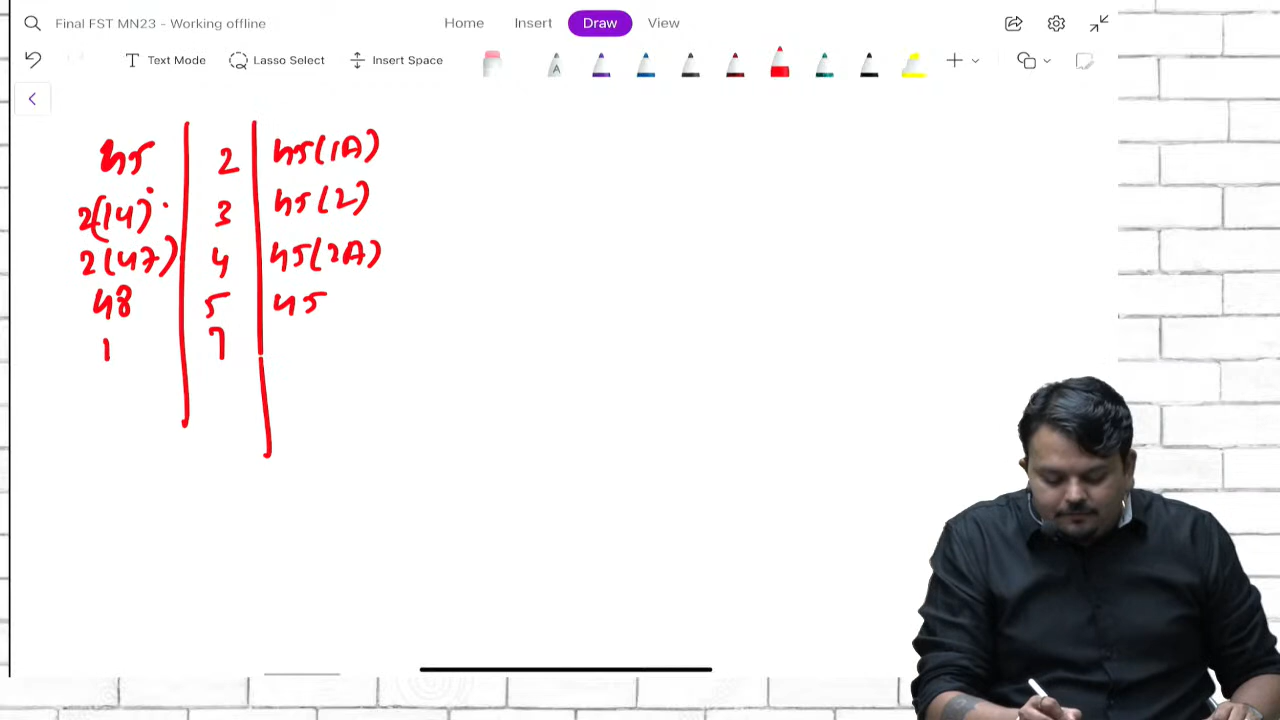 Final FST MN23 - Working offline
Home Insert Draw View
Text Mode Lasso Select Insert Space
45 2 45(1A)
2(14) 3 45(2)
2(47) 4 45(2A)
48 5 45
1 7